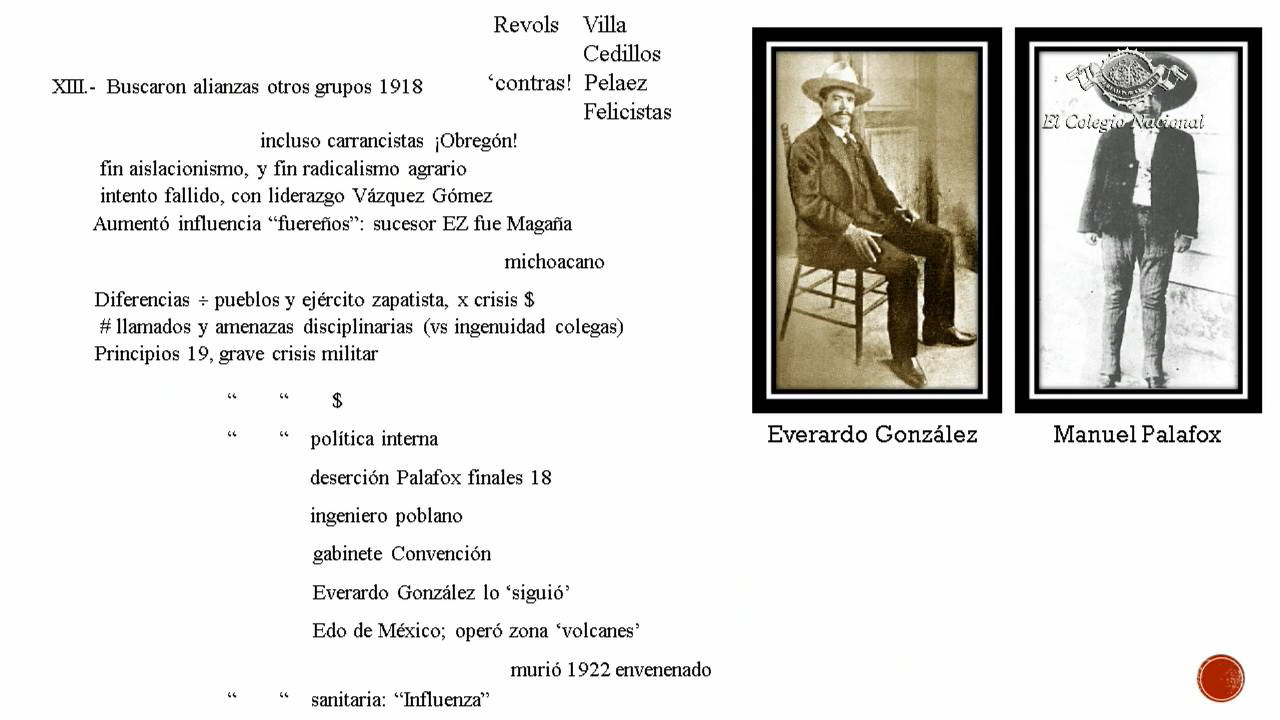 Revols Villa
Cedillos
XIII.- Buscaron alianzas otros grupos 1918 ‘contras! Pelaez
Felicistas
incluso carrancistas ¡Obregón!
fin aislacionismo, y fin radicalismo agrario
intento fallido, con liderazgo Vázquez Gómez
Aumentó influencia “fuereños”: sucesor EZ fue Magaña
michoacano
Diferencias ÷ pueblos y ejército zapatista, x crisis $
# llamados y amenazas disciplinarias (vs ingenuidad colegas)
Principios 19, grave crisis militar
“ “ $
“ “ política interna
deserción Palafox finales 18
ingeniero poblano
gabinete Convención
Everardo González lo ‘siguió’
Edo de México; operó zona ‘volcanes’
murió 1922 envenenado
“ “ sanitaria: “Influenza”
El Colegio Nacional
Everardo González
Manuel Palafox